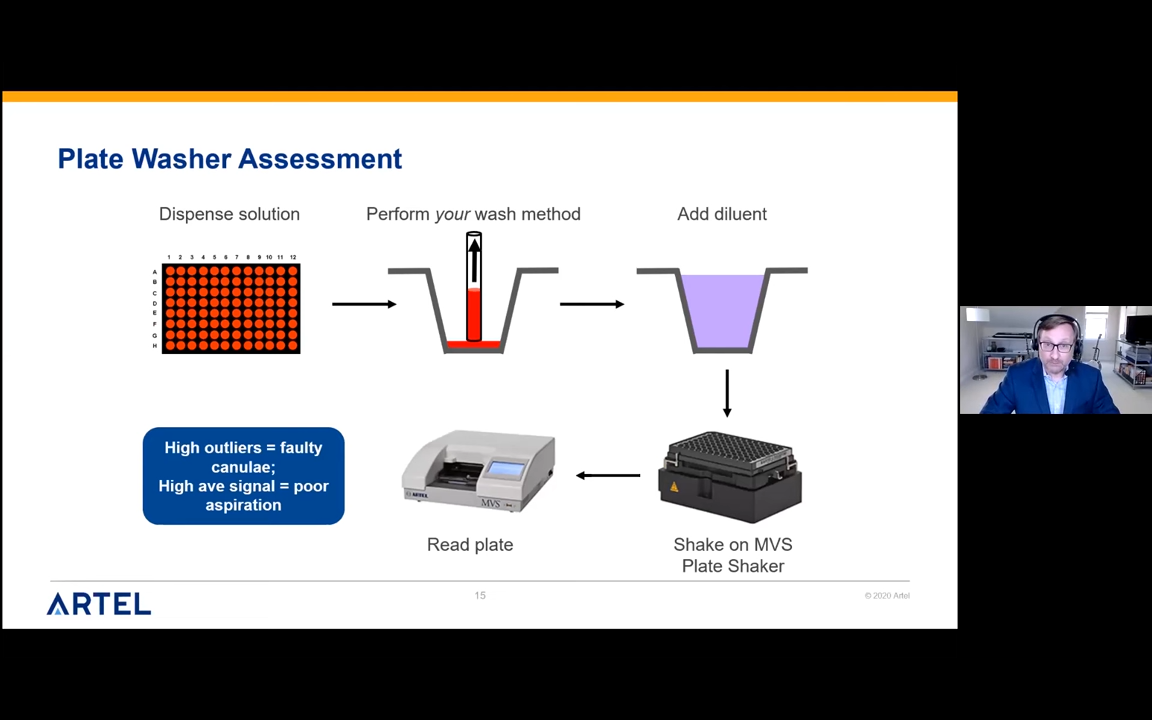 Plate Washer Assessment
Dispense solution
Perform your wash method
Add diluent
1 2 3 4 5 6 7 8 9 10 11 12
A
B
C
D
E
F
G
H
High outliers = faulty
canulae;
High ave signal = poor
aspiration
ARTEL
MVS
Read plate
Shake on MVS
Plate Shaker
ARTEL
15
© 2020 Artel